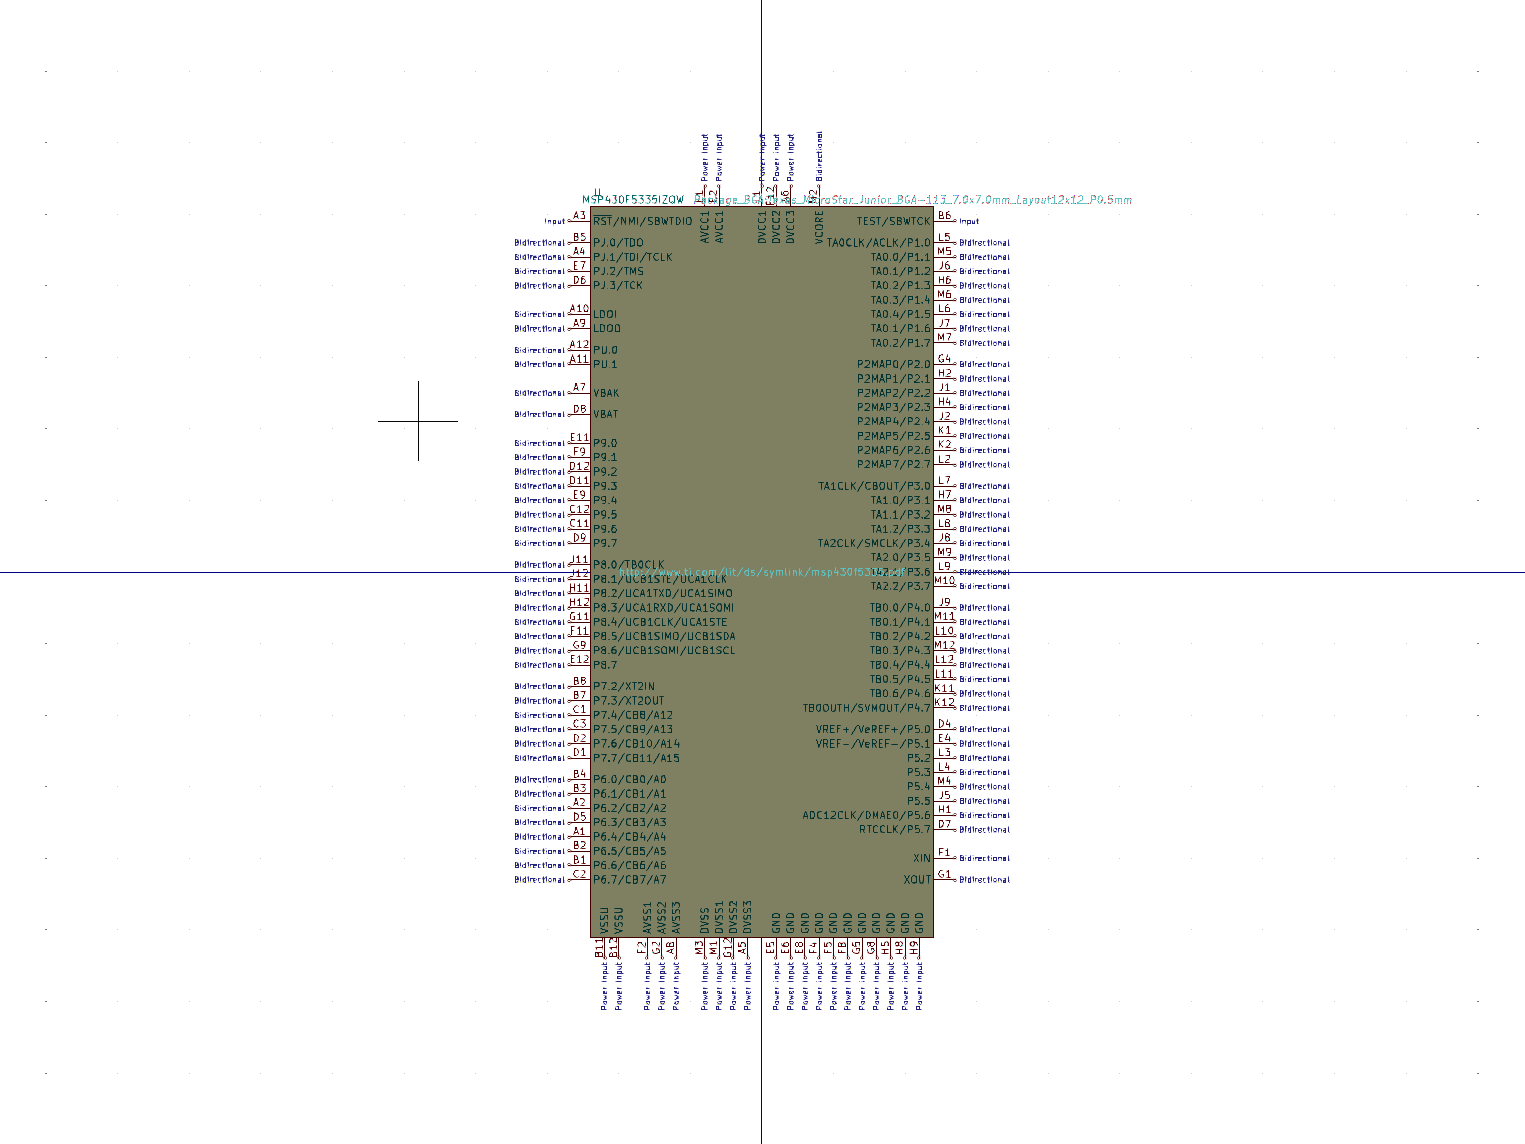 Power Input
Power Input
Power Input
Power Input
Power Input
Bidirectional
MSP430F5335IZQW
Package_BGA:Texas_MicroStar_Junior_BGA-113_7.0x7.0mm_Layout12x12_P0.5mm
AVCC1
AVCC1
DVCC1
DVCC2
DVCC3
VCORE
Input A3 RST/NMI/SBWTDIO
TEST/SBWTCK B6 Input
Bidirectional B5 PJ.0/TDO
TA0CLK/ACLK/P1.0 L5 Bidirectional
Bidirectional A4 PJ.1/TDI/TCLK
TA0.0/P1.1 M5 Bidirectional
Bidirectional E7 PJ.2/TMS
TA0.1/P1.2 J6 Bidirectional
Bidirectional D6 PJ.3/TCK
TA0.2/P1.3 H6 Bidirectional
TA0.3/P1.4 M6 Bidirectional
Bidirectional A10 LDOI
TA0.4/P1.5 L6 Bidirectional
Bidirectional A9 LDOO
TA0.1/P1.6 J7 Bidirectional
TA0.2/P1.7 M7 Bidirectional
Bidirectional A12 PU.0
Bidirectional A11 PU.1
P2MAP0/P2.0 G4 Bidirectional
P2MAP1/P2.1 H2 Bidirectional
Bidirectional A7 VBAK
P2MAP2/P2.2 J1 Bidirectional
P2MAP3/P2.3 H4 Bidirectional
Bidirectional D8 VBAT
P2MAP4/P2.4 J2 Bidirectional
P2MAP5/P2.5 K1 Bidirectional
Bidirectional E11 P9.0
P2MAP6/P2.6 K2 Bidirectional
Bidirectional F9 P9.1
P2MAP7/P2.7 L2 Bidirectional
Bidirectional D12 P9.2
Bidirectional D11 P9.3
TA1CLK/CBOUT/P3.0 L7 Bidirectional
Bidirectional E9 P9.4
TA1.0/P3.1 H7 Bidirectional
Bidirectional C12 P9.5
TA1.1/P3.2 M8 Bidirectional
Bidirectional C11 P9.6
TA1.2/P3.3 L8 Bidirectional
Bidirectional D9 P9.7
TA2CLK/SMCLK/P3.4 J8 Bidirectional
TA2.0/P3.5 M9 Bidirectional
Bidirectional J11 P8.0/TB0CLK
http://www.ti.com/lit/ds/symlink/msp430f5335.pdf
L9 Bidirectional
Bidirectional J12 P8.1/UCB1STE/UCA1CLK
TA2.2/P3.7 M10 Bidirectional
Bidirectional H11 P8.2/UCA1TXD/UCA1SIMO
Bidirectional H12 P8.3/UCA1RXD/UCA1SOMI
TB0.0/P4.0 J9 Bidirectional
Bidirectional G11 P8.4/UCB1CLK/UCA1STE
TB0.1/P4.1 M11 Bidirectional
Bidirectional F11 P8.5/UCB1SIMO/UCB1SDA
TB0.2/P4.2 L10 Bidirectional
Bidirectional G9 P8.6/UCB1SOMI/UCB1SCL
TB0.3/P4.3 M12 Bidirectional
Bidirectional E12 P8.7
TB0.4/P4.4 L12 Bidirectional
TB0.5/P4.5 L11 Bidirectional
Bidirectional B8 P7.2/XT2IN
TB0.6/P4.6 K11 Bidirectional
Bidirectional B7 P7.3/XT2OUT
TB0OUTH/SVMOUT/P4.7 K12 Bidirectional
Bidirectional C1 P7.4/CB8/A12
Bidirectional C3 P7.5/CB9/A13
VREF+/VeREF+/P5.0 D4 Bidirectional
Bidirectional D2 P7.6/CB10/A14
VREF-/VeREF-/P5.1 E4 Bidirectional
Bidirectional D1 P7.7/CB11/A15
P5.2 L3 Bidirectional
P5.3 L4 Bidirectional
Bidirectional B4 P6.0/CB0/A0
P5.4 M4 Bidirectional
Bidirectional B3 P6.1/CB1/A1
P5.5 J5 Bidirectional
Bidirectional A2 P6.2/CB2/A2
ADC12CLK/DMAE0/P5.6 H1 Bidirectional
Bidirectional D5 P6.3/CB3/A3
RTCCLK/P5.7 D7 Bidirectional
Bidirectional A1 P6.4/CB4/A4
Bidirectional B2 P6.5/CB5/A5
XIN F1 Bidirectional
Bidirectional B1 P6.6/CB6/A6
Bidirectional C2 P6.7/CB7/A7
XOUT G1 Bidirectional
VSSU B11 Power Input
VSSU B12 Power Input
AVSS1 F2 Power Input
AVSS2 G2 Power Input
AVSS3 A8 Power Input
DVSS M3 Power Input
DVSS1 M1 Power Input
DVSS2 G12 Power Input
DVSS3 A5 Power Input
GND E5 Power Input
GND E6 Power Input
GND E8 Power Input
GND F4 Power Input
GND F5 Power Input
GND F8 Power Input
GND G5 Power Input
GND G8 Power Input
GND H5 Power Input
GND H8 Power Input
GND H9 Power Input